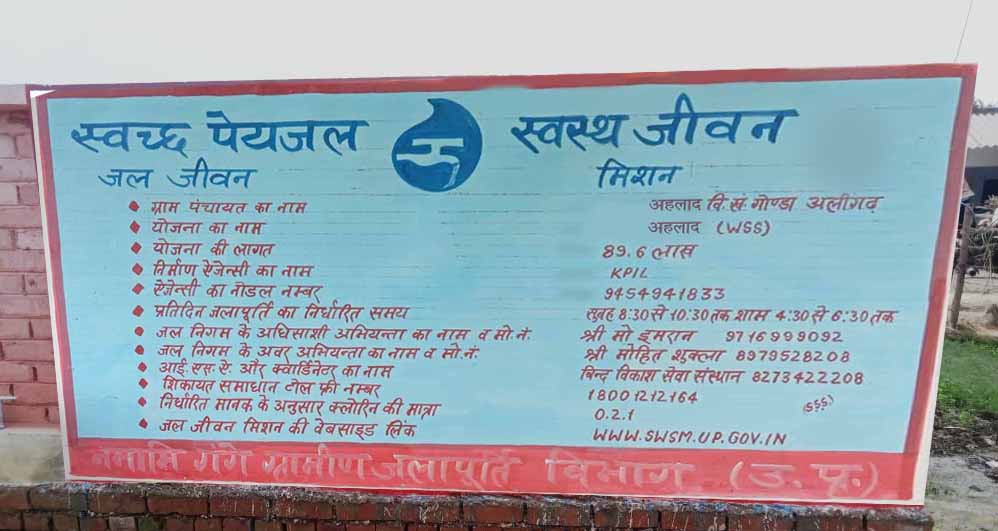 स्वच्छ पेयजल स्वस्थ जीवन
जल जीवन मिशन
ग्राम पंचायत का नाम अहलाद वि.खं. गोण्डा अलीगढ़
योजना का नाम अहलाद (WSS)
योजना की लागत 89.6 लाख
निर्माण ऐजेन्सी का नाम KPIL
ऐजेन्सी का नोडल नम्बर 9454941833
प्रतिदिन जलापूर्ति का निर्धारित समय सुबह 8:30 से 10:30 तक शाम 4:30 से 6:30 तक
जल निगम के अधिसाशी अभियन्ता का नाम व मो.नं. श्री मो इमरान 9716999092
जल निगम के अवर अभियन्ता का नाम व मो.नं. श्री मोहित शुक्ला 8979528208
आई.एस.ऐ. और क्वार्डिनेटर का नाम बिन्द विकाश सेवा संस्थान 8273422208
शिकायत समाधान टोल फ्री नम्बर 18001212164
निर्धारित मानक के अनुसार क्लोरिन की मात्रा 0.2.1 (SSS)
जल जीवन मिशन की वेबसाइड लिंक WWW.SWSM.UP.GOV.IN
नमामि गंगे ग्रामीण जलापूर्ति विभाग (उ.प्र.)